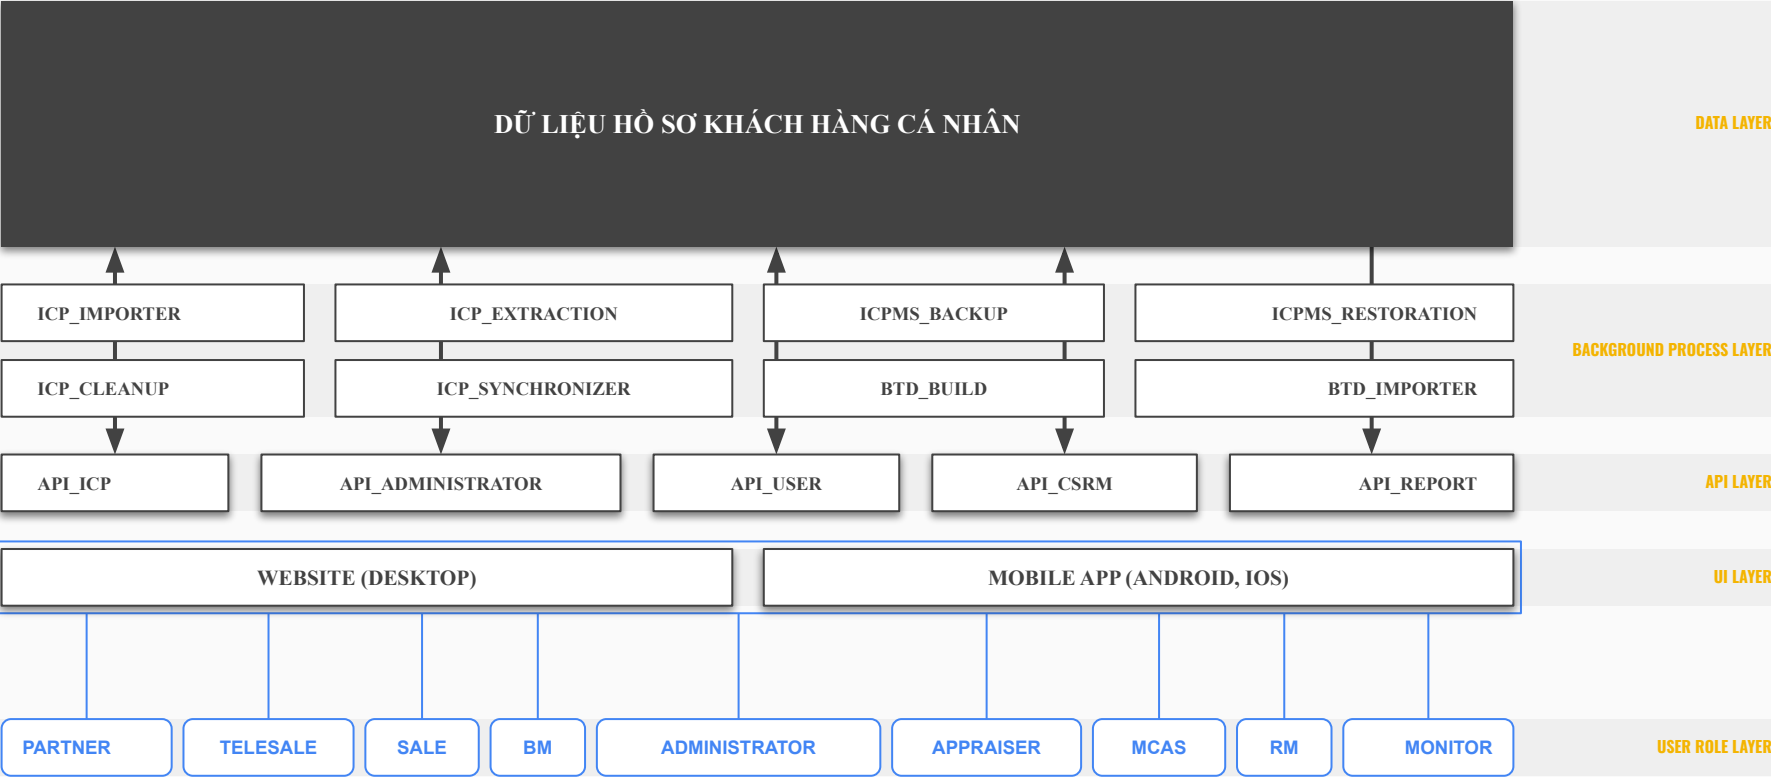 DỮ LIỆU HỒ SƠ KHÁCH HÀNG CÁ NHÂN
DATA LAYER
ICP_IMPORTER
ICP_EXTRACTION
ICPMS_BACKUP
ICPMS_RESTORATION
BACKGROUND PROCESS LAYER
ICP_CLEANUP
ICP_SYNCHRONIZER
BTD_BUILD
BTD_IMPORTER
API_ICP
API_ADMINISTRATOR
API_USER
API_CSRM
API_REPORT
API LAYER
WEBSITE (DESKTOP)
MOBILE APP (ANDROID, IOS)
UI LAYER
PARTNER
TELESALE
SALE
BM
ADMINISTRATOR
APPRAISER
MCAS
RM
MONITOR
USER ROLE LAYER